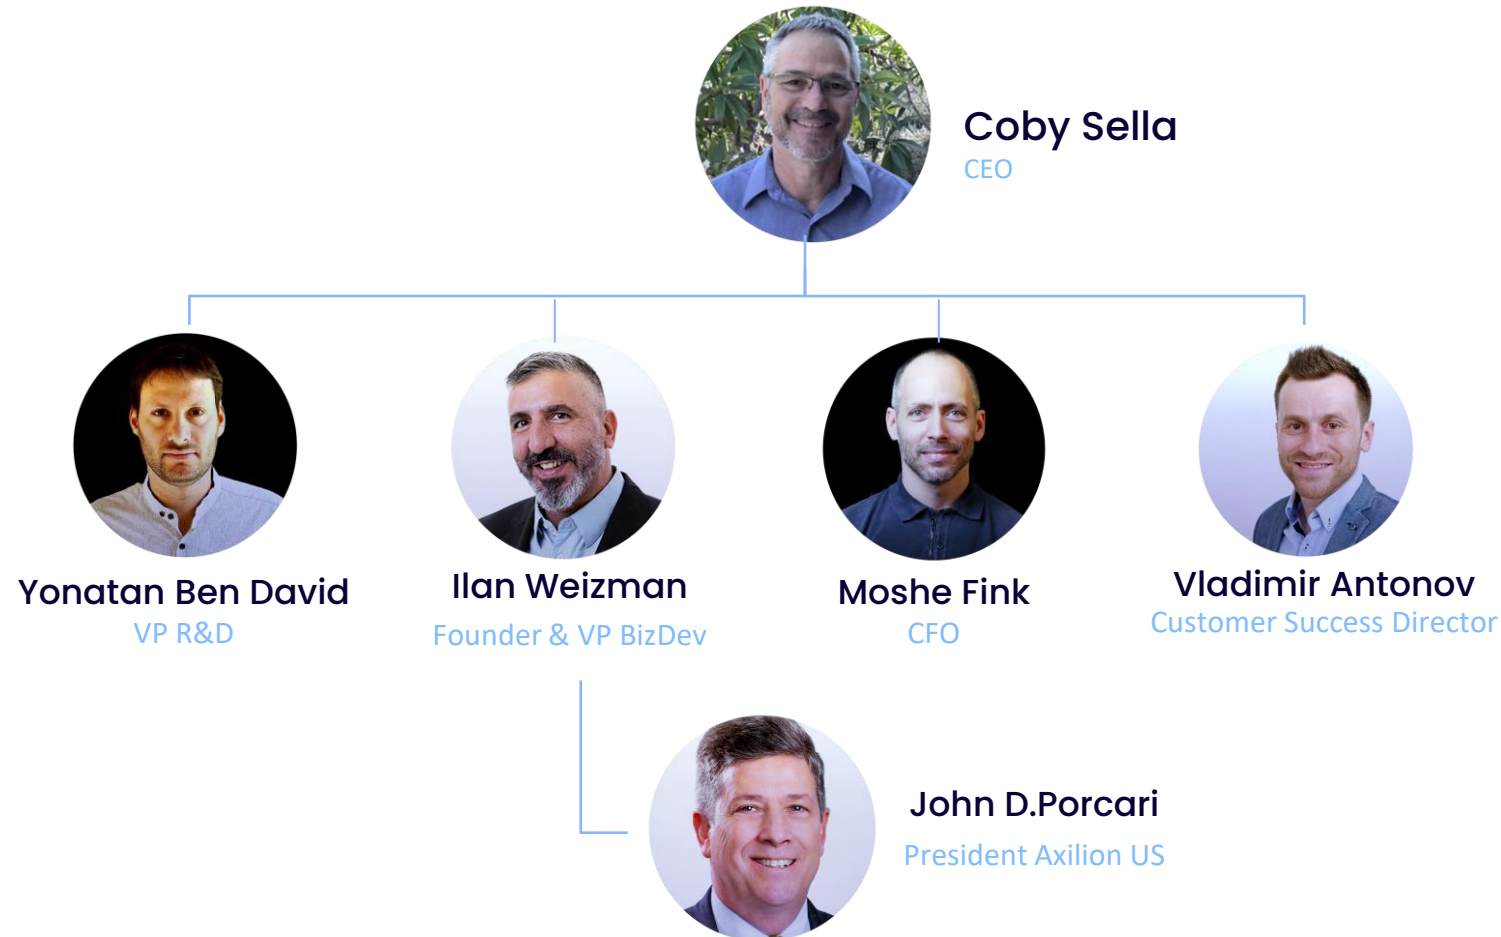 Coby Sella
CEO
Yonatan Ben David
VP R&D
Ilan Weizman
Founder & VP BizDev
Moshe Fink
CFO
Vladimir Antonov
Customer Success Director
John D.Porcari
President Axilion US